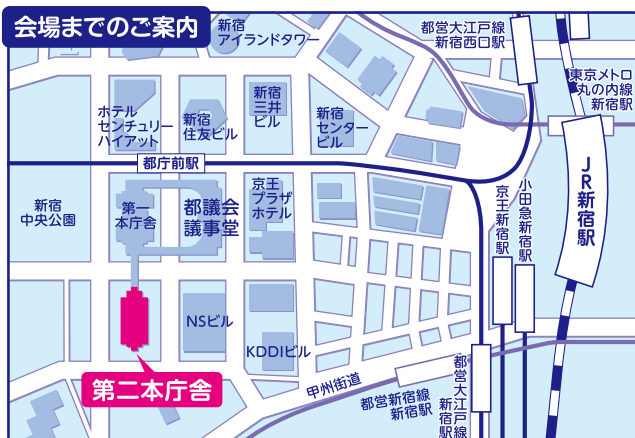 会場までのご案内
新宿
アイランドタワー
都営大江戸線
新宿西口駅
東京メトロ
丸の内線
新宿駅
ホテル
センチュリー
ハイアット
新宿
住友ビル
新宿
三井
ビル
新宿
センター
ビル
都庁前駅
JR新宿駅
新宿
中央公園
第一
本庁舎
都議会
議事堂
京王
プラザ
ホテル
京王新宿駅
小田急新宿駅
NSビル
KDDIビル
第二本庁舎
甲州街道
都営新宿線
新宿駅
都営大江戸線
新宿駅